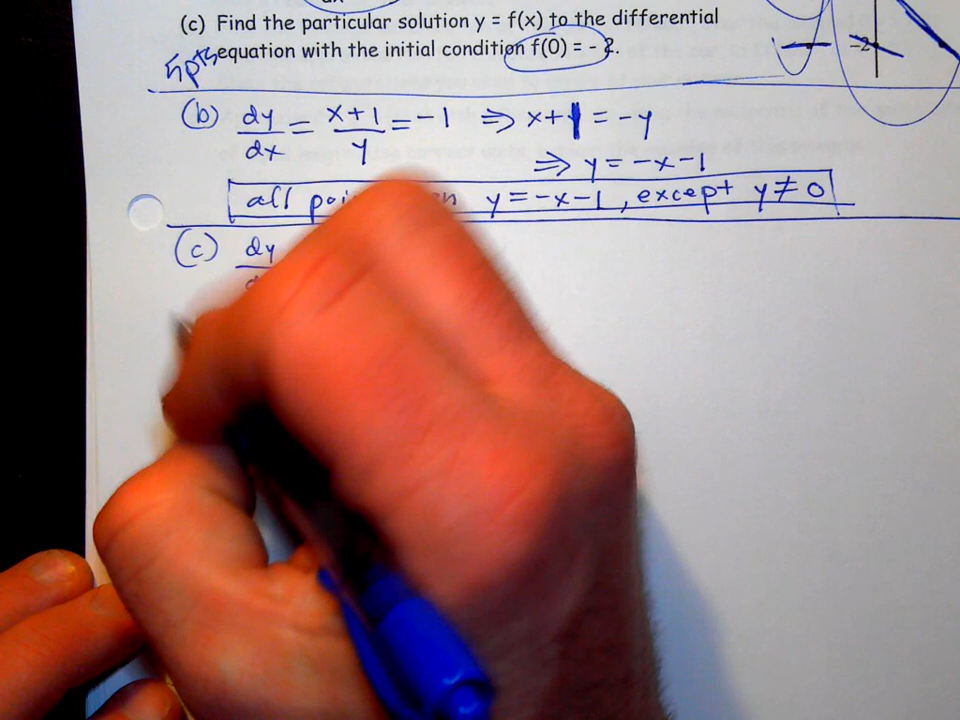 (c) Find the particular solution y = f(x) to the differential
equation with the initial condition f(0) = - 2.
5pts
-2
(b) dy/dx = x+1/y = -1 ⇒ x+1 = -y
⇒ y = -x-1
all y = -x-1, except y ≠ 0
(c) dy